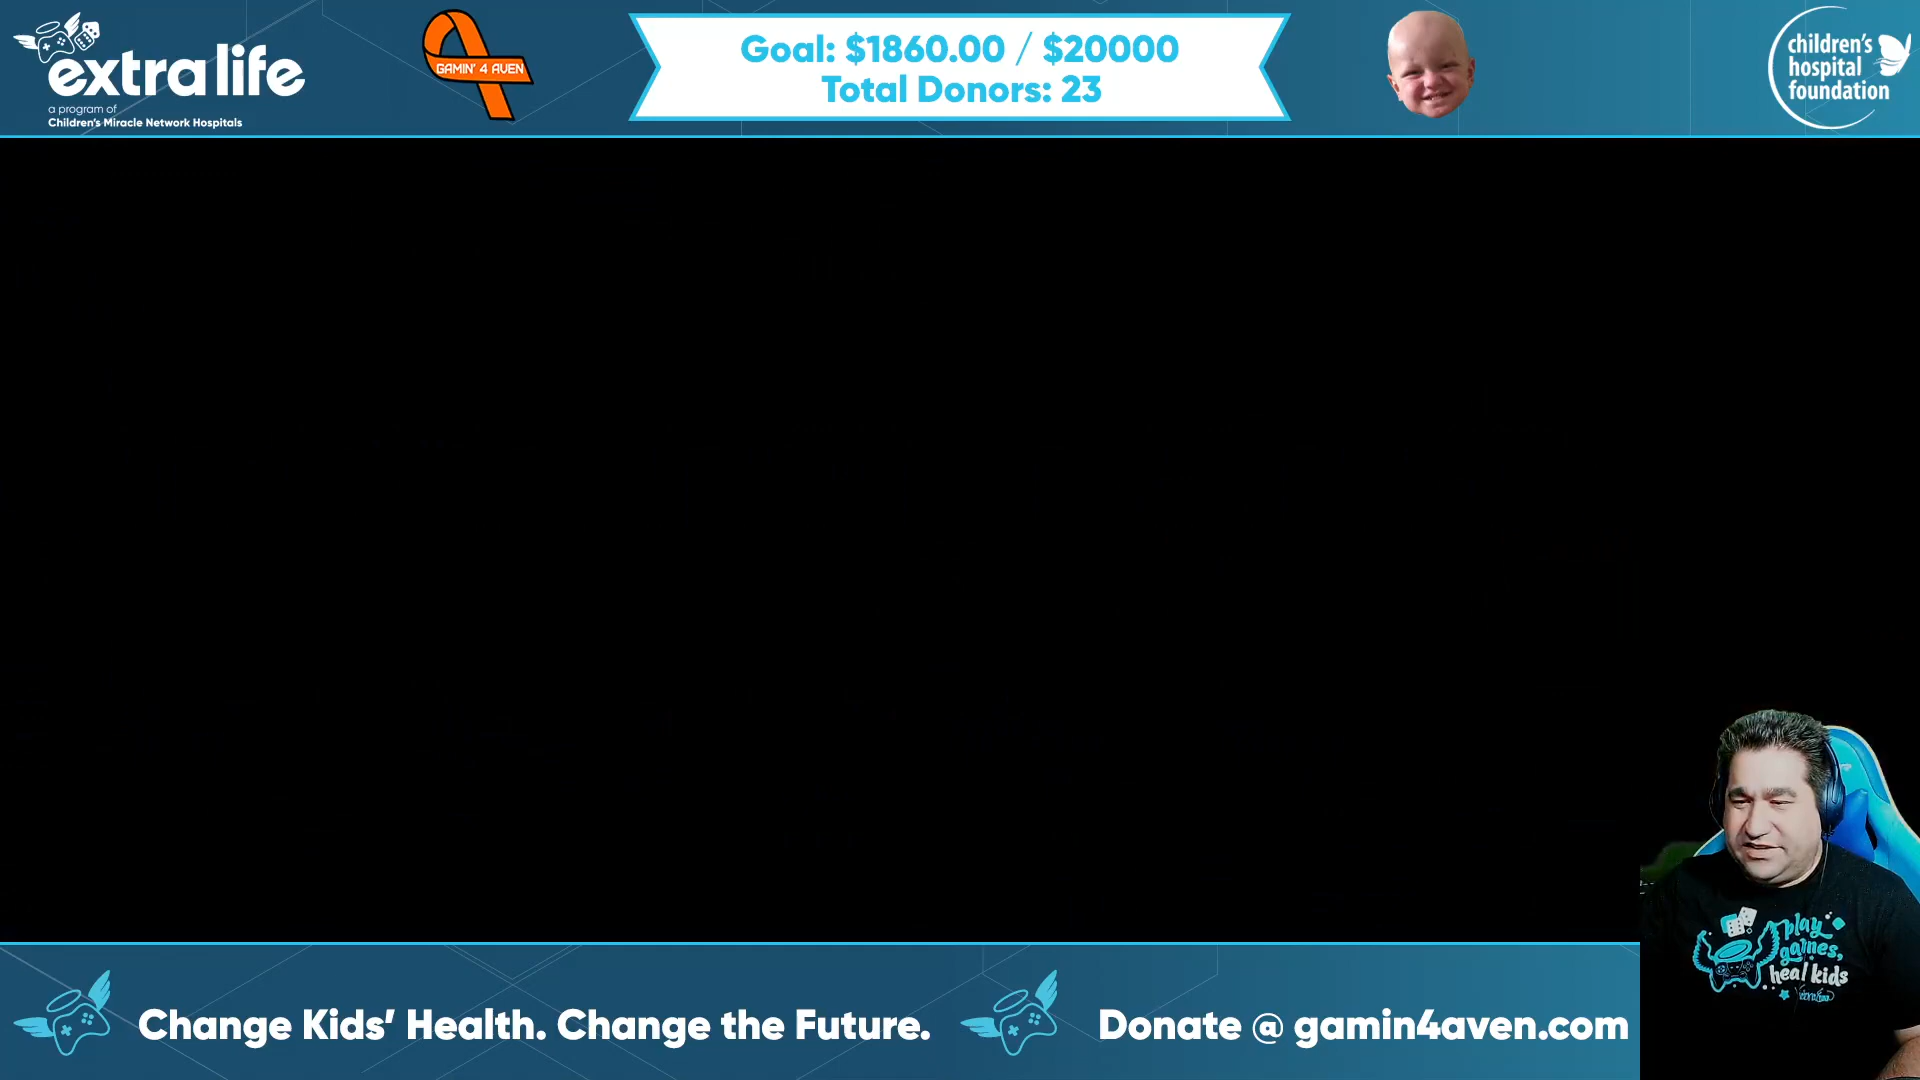 extra life
a program of
Children's Miracle Network Hospitals
GAMIN' 4 AVEN
Goal: $1860.00 / $20000
Total Donors: 23
children's
hospital
foundation
play
games,
heal kids
Change Kids' Health. Change the Future.
Donate @ gamin4aven.com